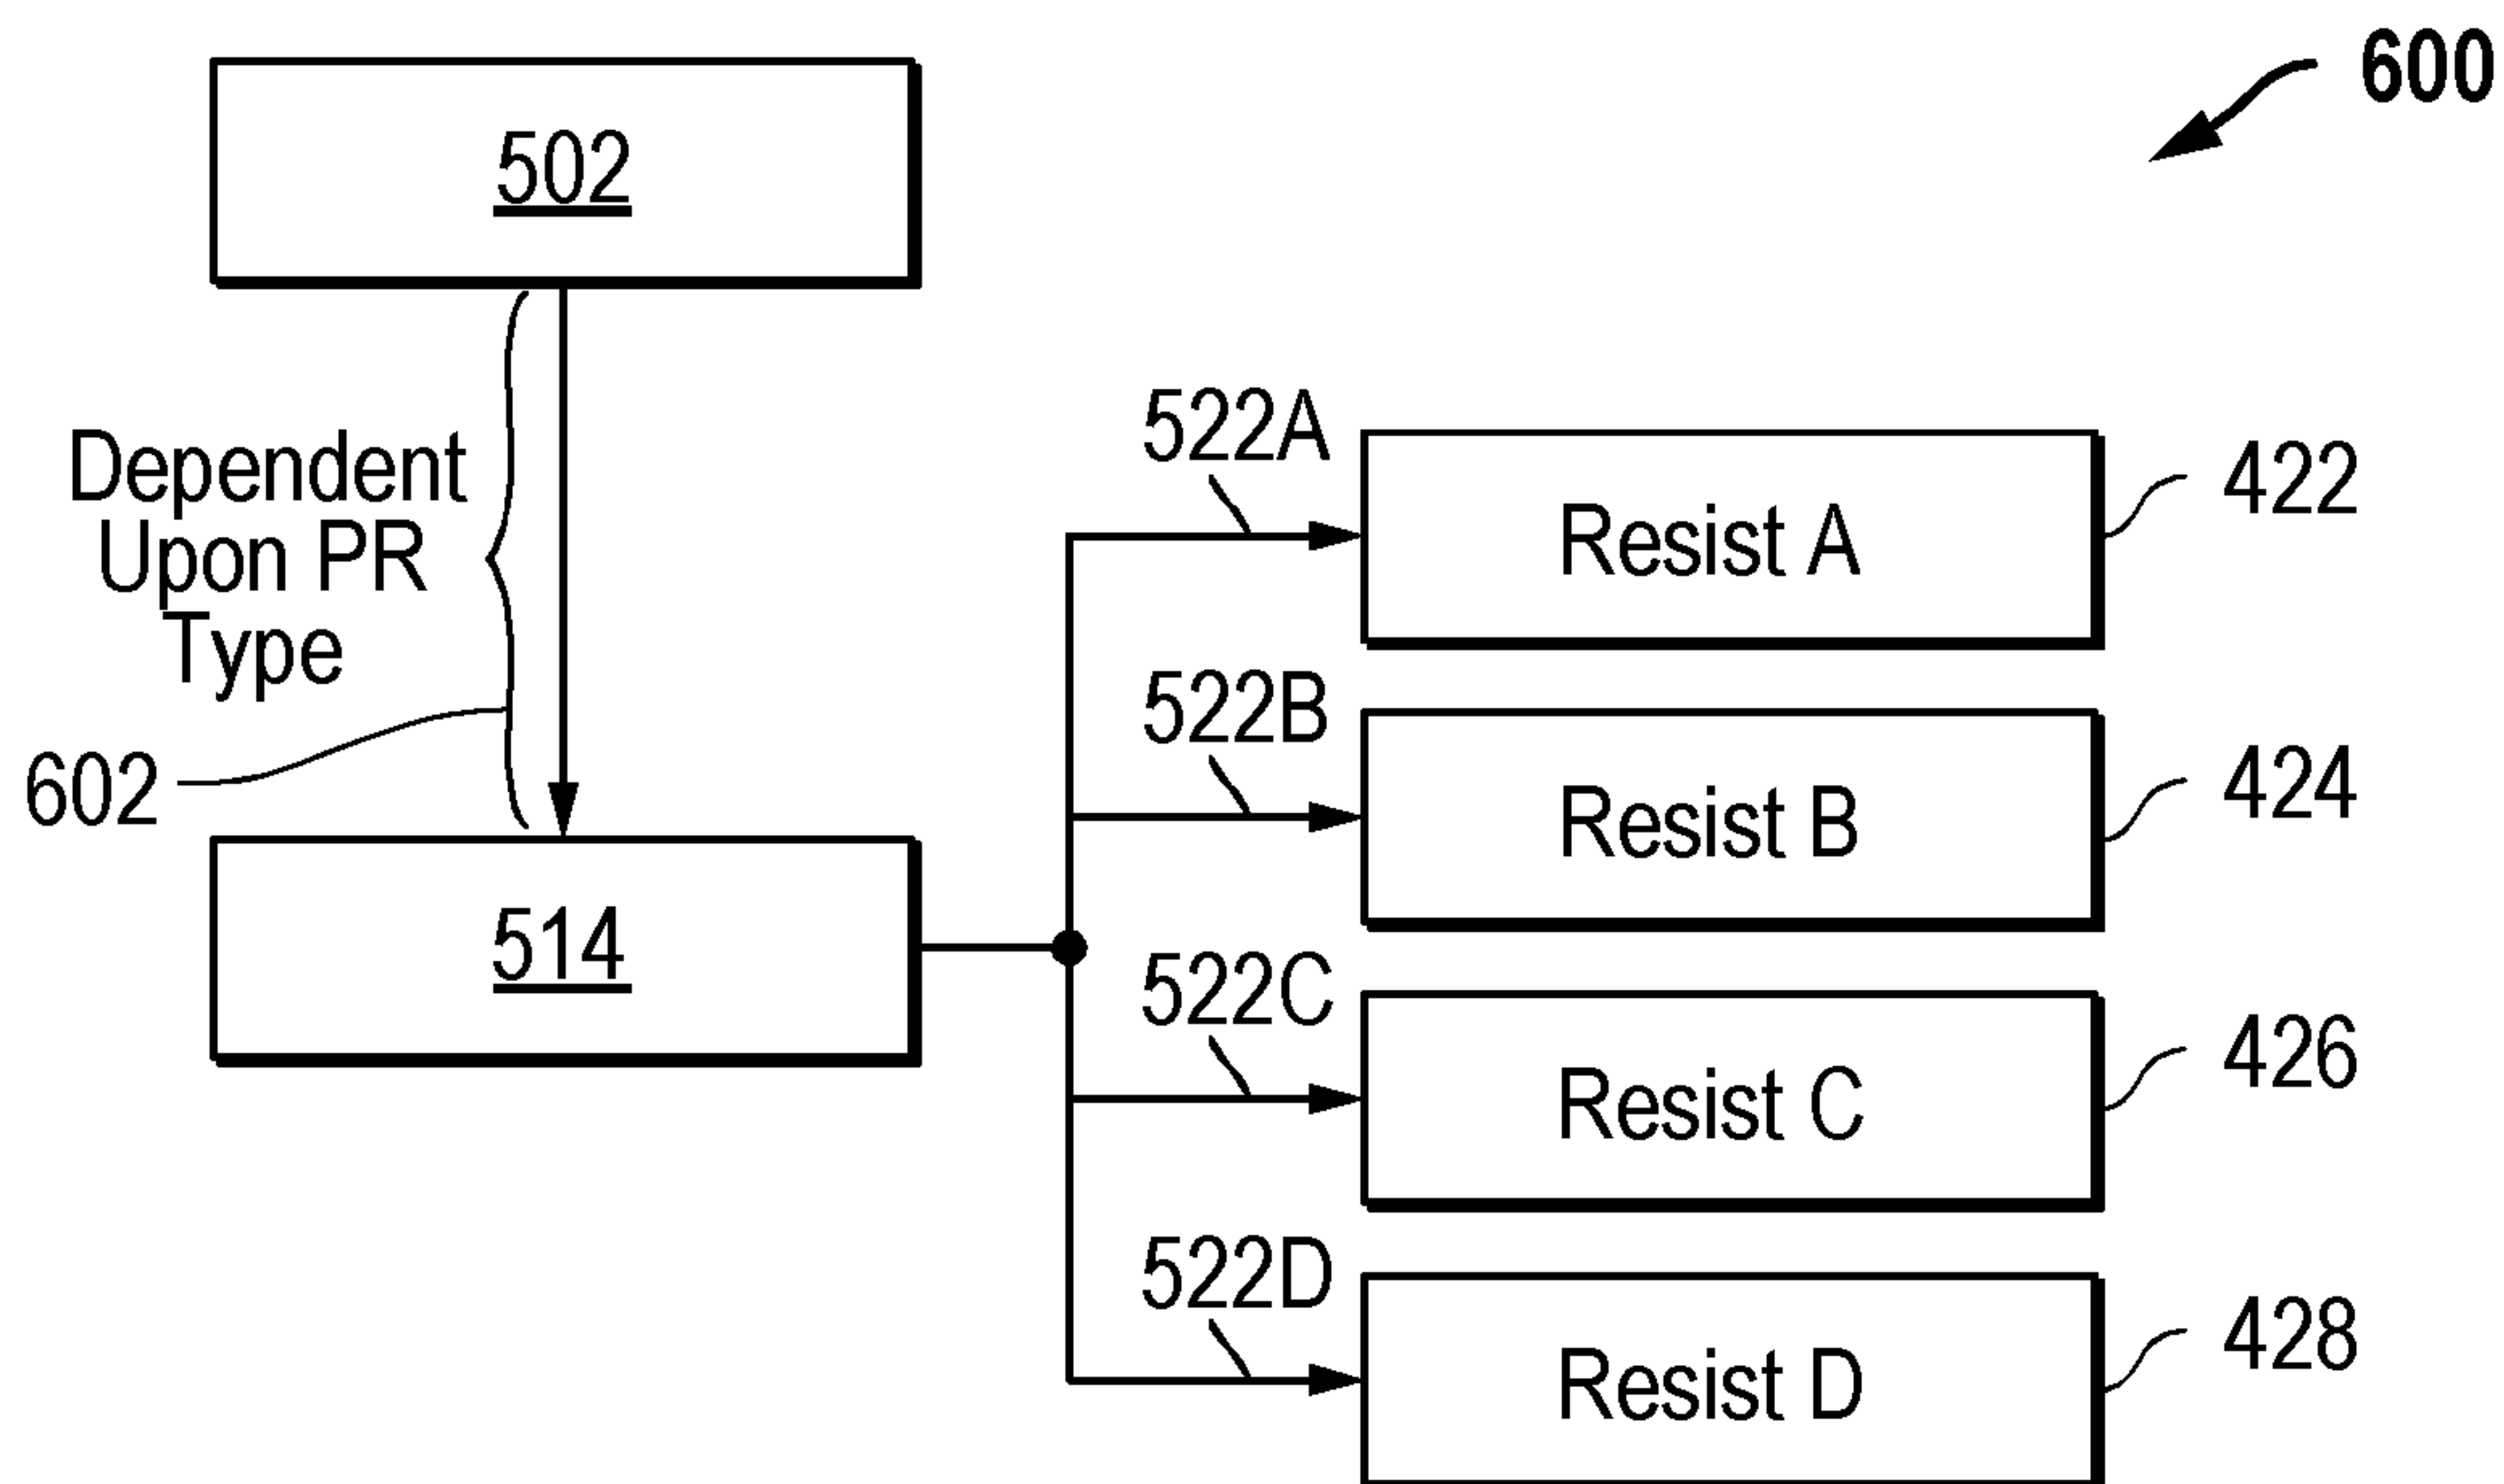 600
502
Dependent
Upon PR
Type
602
514
522A
Resist A
422
522B
Resist B
424
522C
Resist C
426
522D
Resist D
428